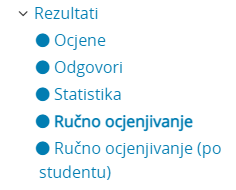 Rezultati
Ocjene
Odgovori
Statistika
Ručno ocjenjivanje
Ručno ocjenjivanje (po
studentu)